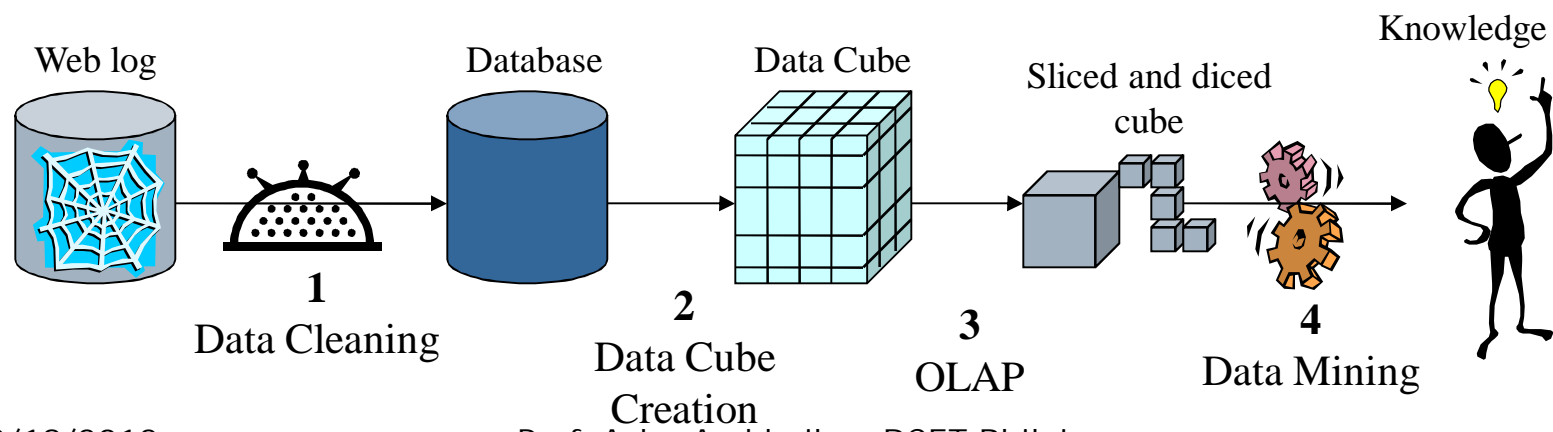 Web log
Database
Data Cube
Sliced and diced
cube
Knowledge
1
Data Cleaning
2
Data Cube
Creation
3
OLAP
4
Data Mining